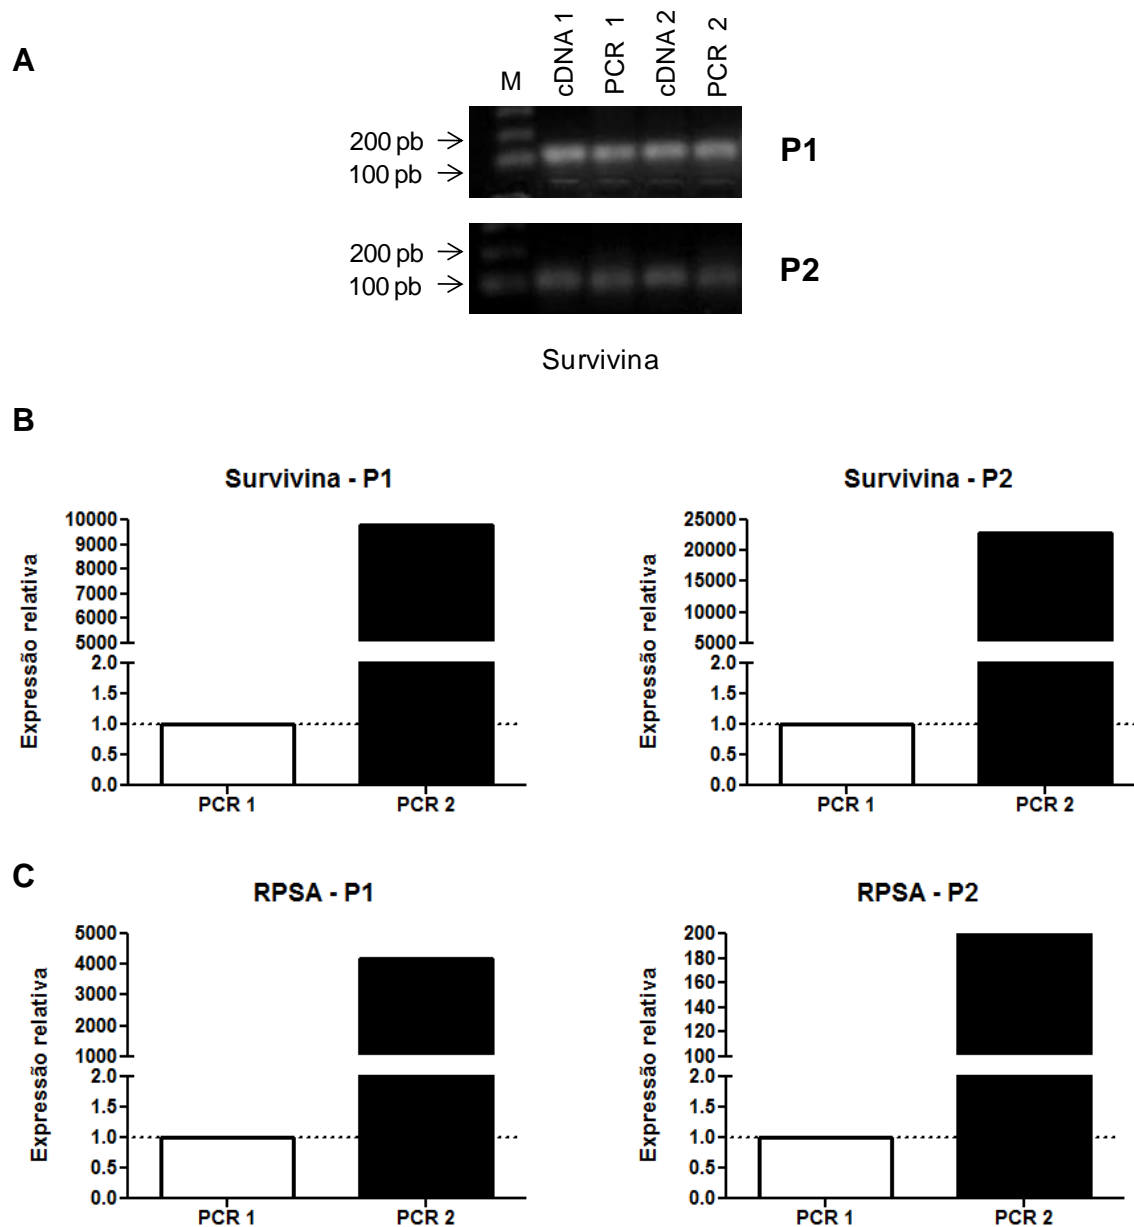 A
M
cDNA 1
PCR 1
cDNA 2
PCR 2
200 pb →
100 pb →
P1
200 pb →
100 pb →
P2
Survivina
B
Survivina - P1
Expressão relativa
10000
9000
8000
7000
6000
5000
2.0
1.5
1.0
0.5
0.0
PCR 1 PCR 2
Survivina - P2
Expressão relativa
25000
20000
15000
10000
5000
2.0
1.5
1.0
0.5
0.0
PCR 1 PCR 2
C
RPSA - P1
Expressão relativa
5000
4000
3000
2000
1000
2.0
1.5
1.0
0.5
0.0
PCR 1 PCR 2
RPSA - P2
Expressão relativa
200
180
160
140
120
100
2.0
1.5
1.0
0.5
0.0
PCR 1 PCR 2